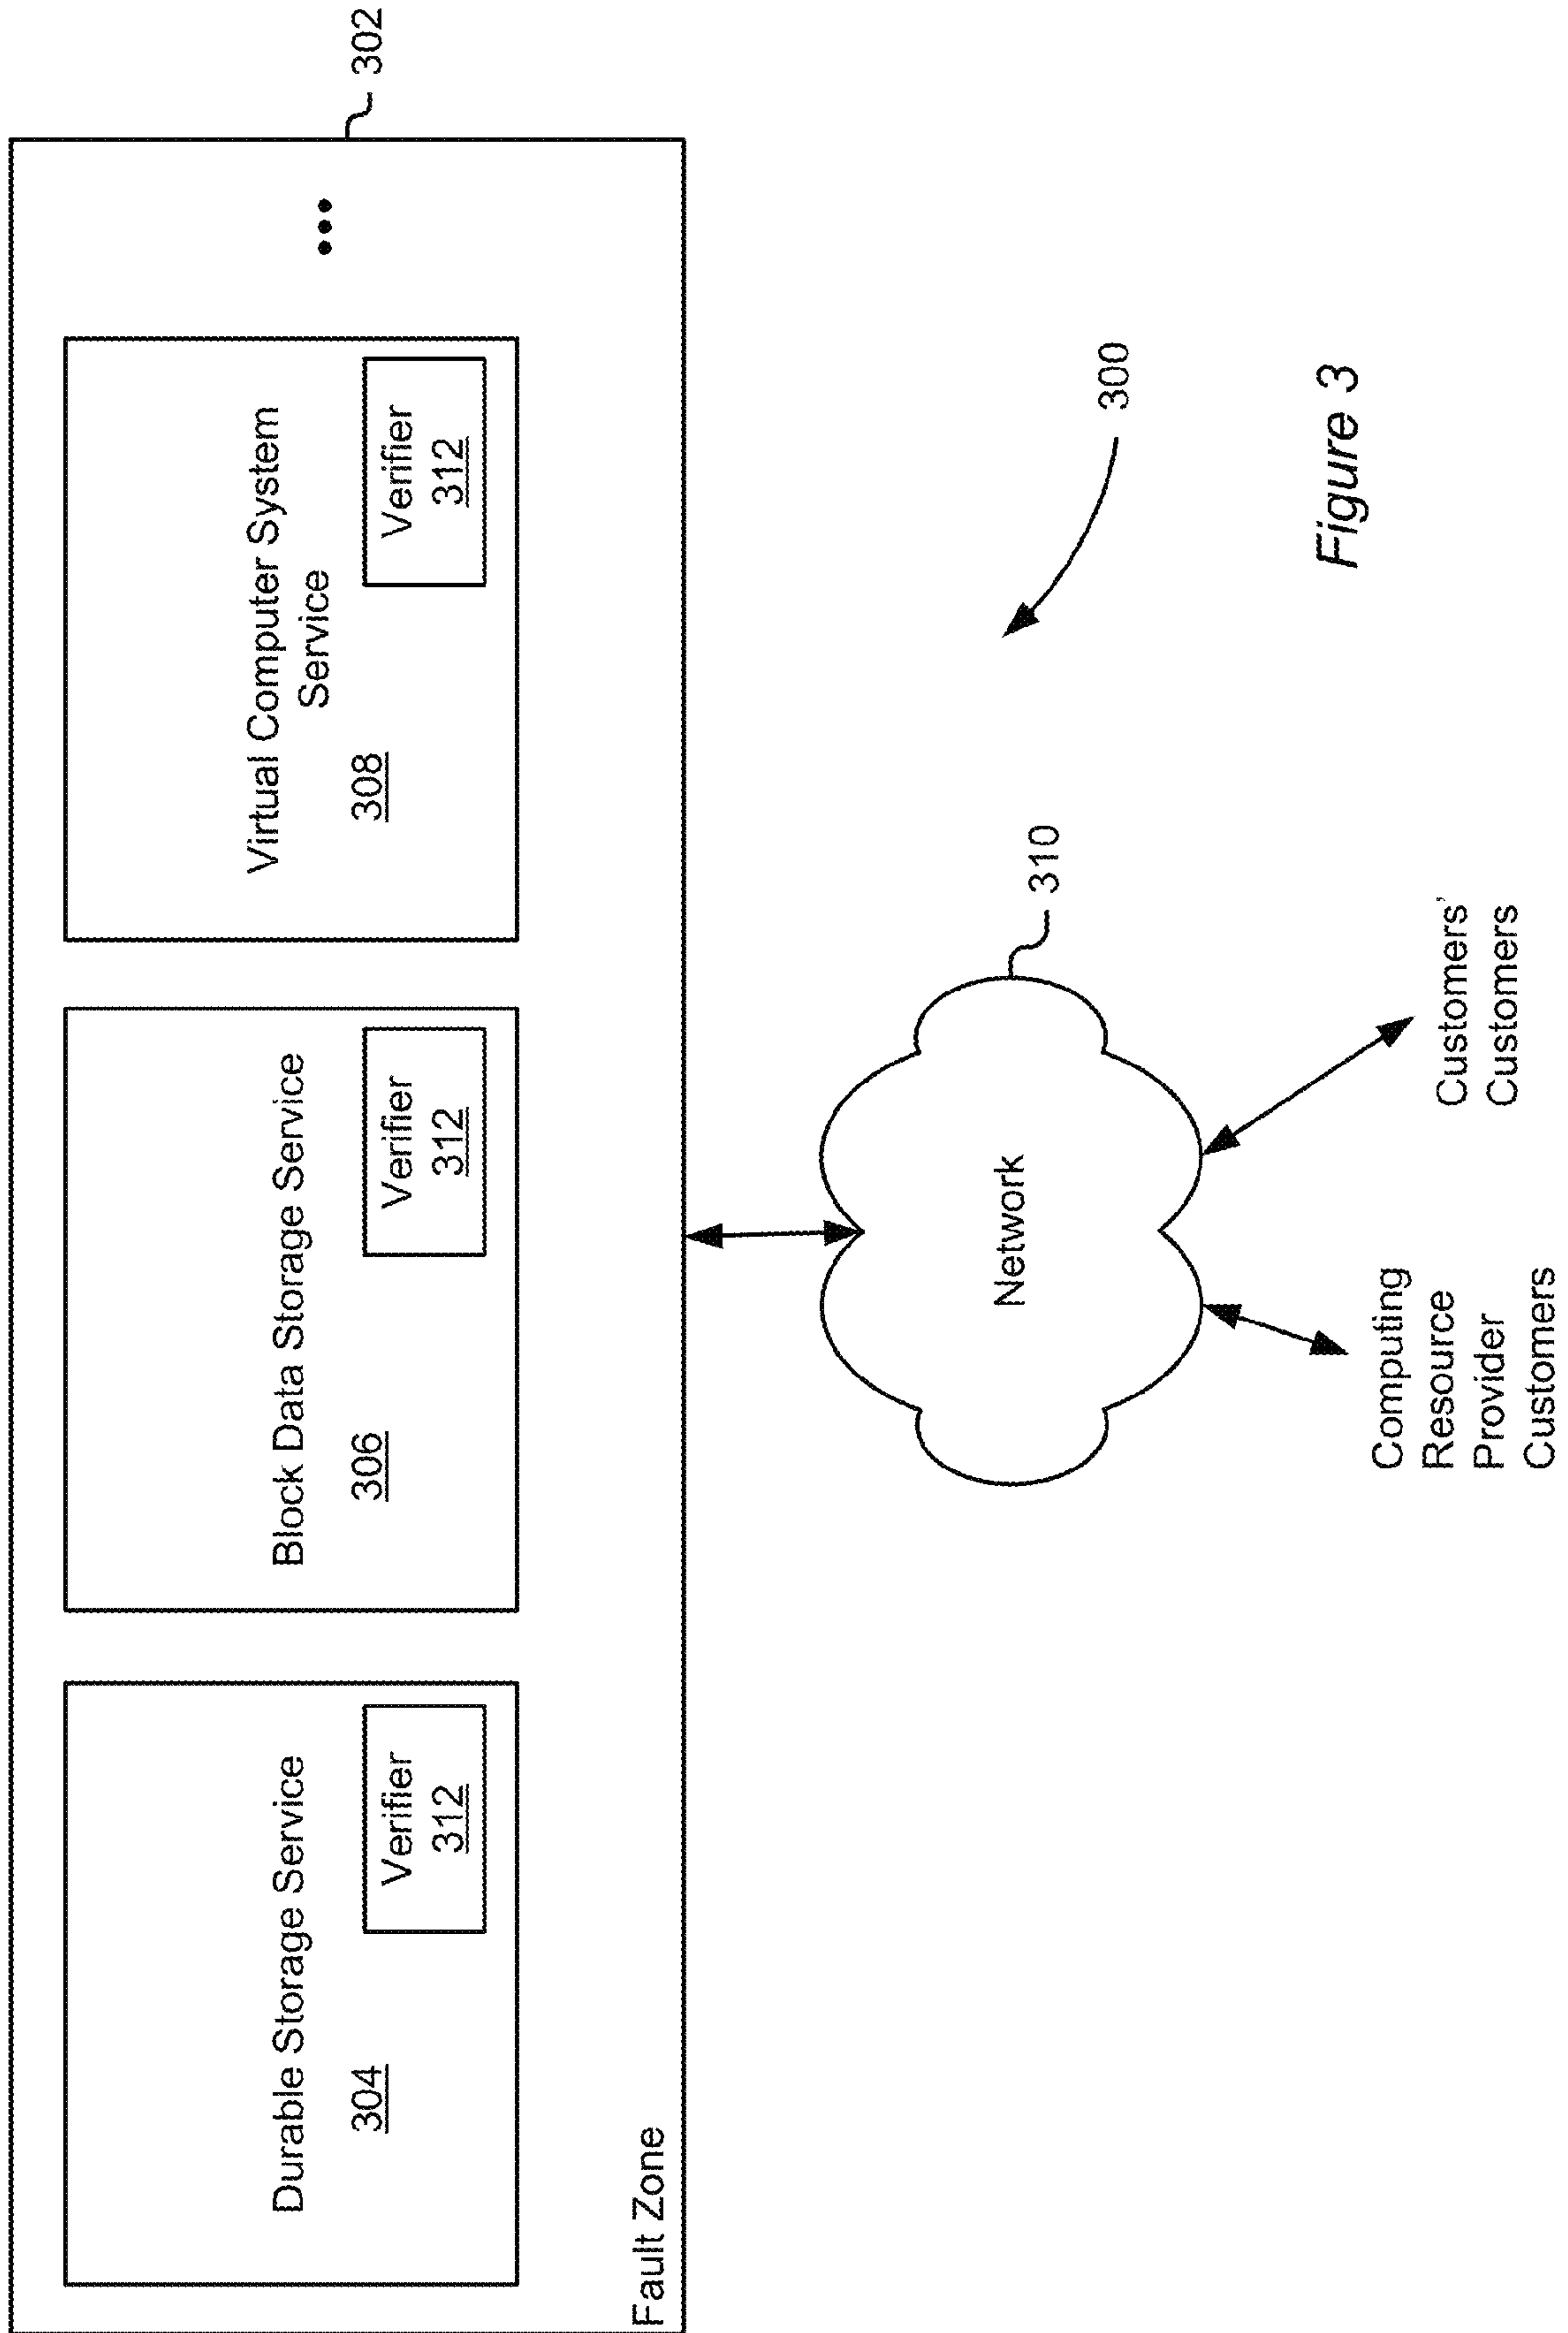 302
Durable Storage Service
304
Verifier
312
Block Data Storage Service
306
Verifier
312
Virtual Computer System
Service
308
Verifier
312
•••
Fault Zone
Network
310
300
Computing
Resource
Provider
Customers
Customers’
Customers
Figure 3